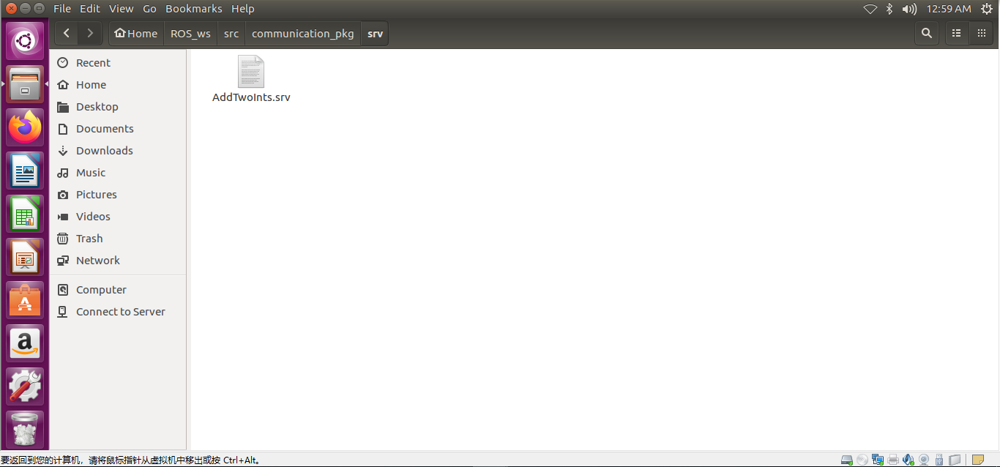 File Edit View Go Bookmarks Help 12:59 AM
Home ROS_ws src communication_pkg srv
Recent
Home
Desktop
Documents
Downloads
Music
Pictures
Videos
Trash
Network
Computer
Connect to Server
AddTwoInts.srv
要返回到您的计算机，请将鼠标指针从虚拟机中移出或按 Ctrl+Alt。